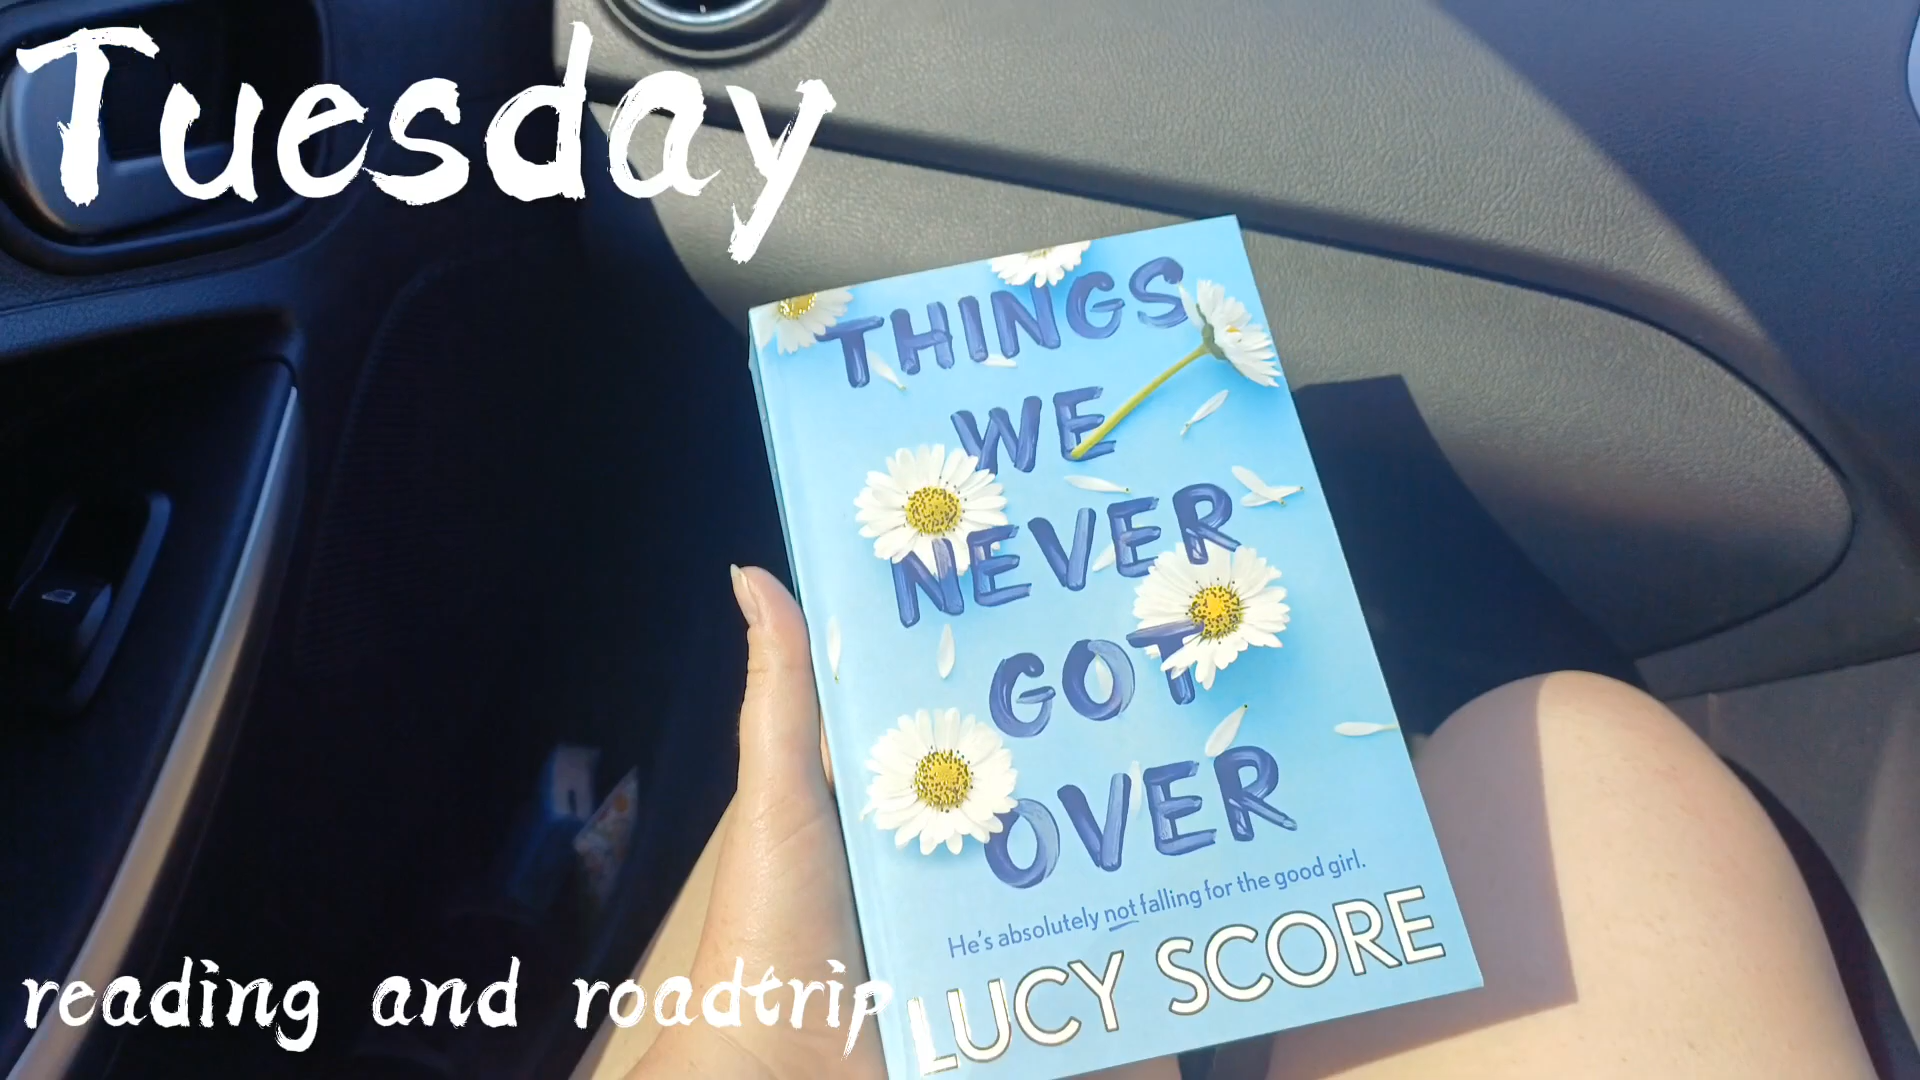 Tuesday
THINGS
WE
NEVER
GOT
OVER
He's absolutely not falling for the good girl.
LUCY SCORE
reading and roadtrip